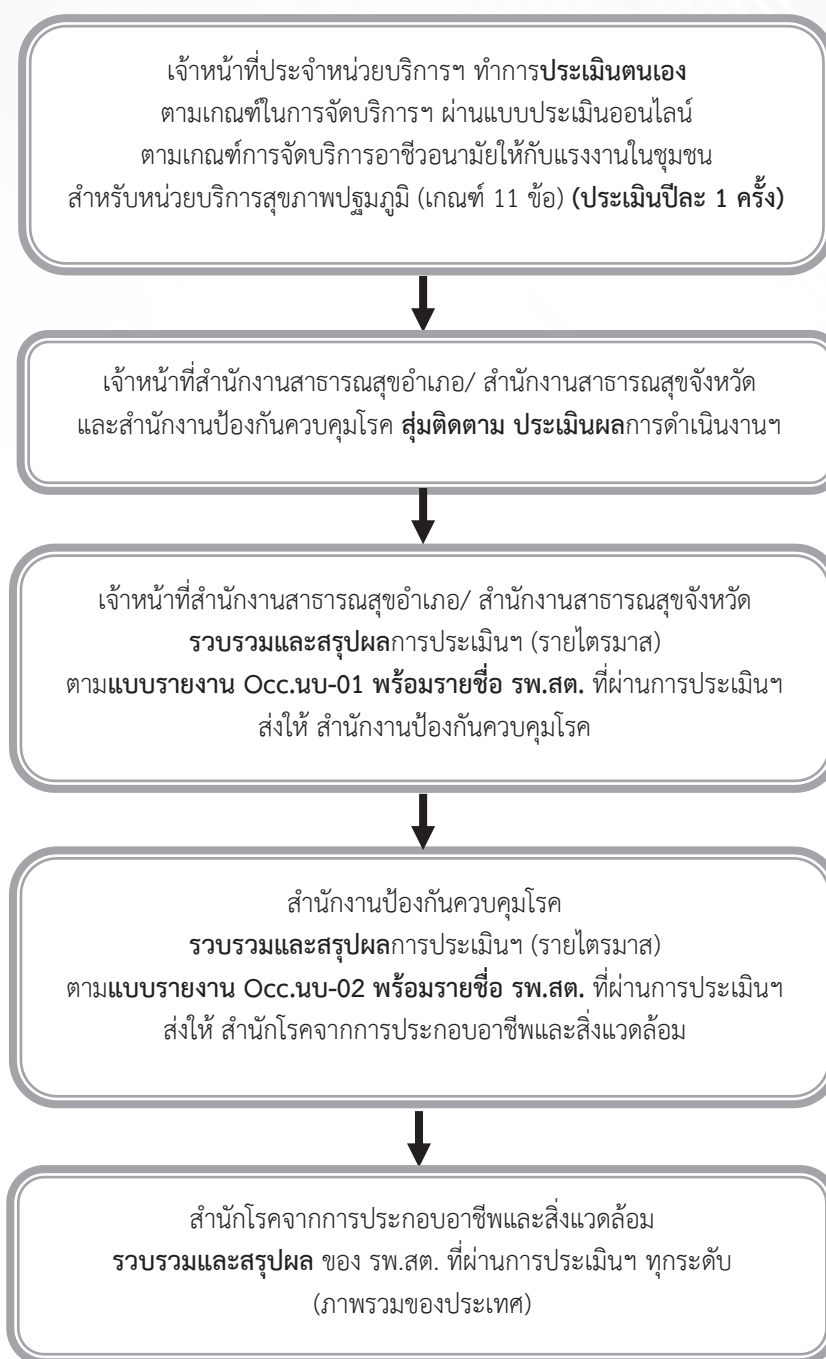 เจ้าหน้าที่ประจำหน่วยบริการฯ ทำการประเมินตนเอง
ตามเกณฑ์ในการจัดบริการฯ ผ่านแบบประเมินออนไลน์
ตามเกณฑ์การจัดบริการอาชีวอนามัยให้กับแรงงานในชุมชน
สำหรับหน่วยบริการสุขภาพปฐมภูมิ (เกณฑ์ 11 ข้อ) (ประเมินปีละ 1 ครั้ง)
เจ้าหน้าที่สำนักงานสาธารณสุขอำเภอ/ สำนักงานสาธารณสุขจังหวัด
และสำนักงานป้องกันควบคุมโรค สุ่มติดตาม ประเมินผลการดำเนินงานฯ
เจ้าหน้าที่สำนักงานสาธารณสุขอำเภอ/ สำนักงานสาธารณสุขจังหวัด
รวบรวมและสรุปผลการประเมินฯ (รายไตรมาส)
ตามแบบรายงาน Occ.นบ-01 พร้อมรายชื่อ รพ.สต. ที่ผ่านการประเมินฯ
ส่งให้ สำนักงานป้องกันควบคุมโรค
สำนักงานป้องกันควบคุมโรค
รวบรวมและสรุปผลการประเมินฯ (รายไตรมาส)
ตามแบบรายงาน Occ.นบ-02 พร้อมรายชื่อ รพ.สต. ที่ผ่านการประเมินฯ
ส่งให้ สำนักโรคจากการประกอบอาชีพและสิ่งแวดล้อม
สำนักโรคจากการประกอบอาชีพและสิ่งแวดล้อม
รวบรวมและสรุปผล ของ รพ.สต. ที่ผ่านการประเมินฯ ทุกระดับ
(ภาพรวมของประเทศ)